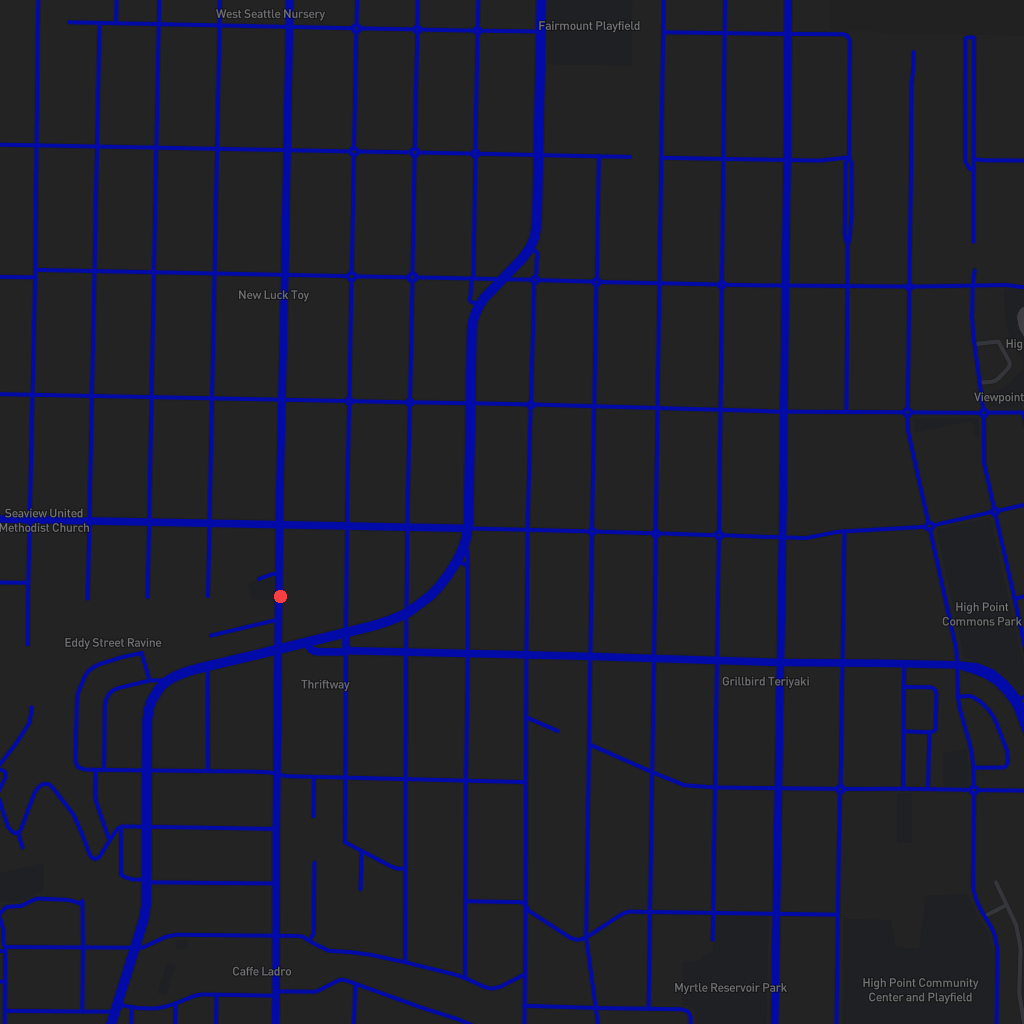 West Seattle Nursery
Fairmount Playfield
New Luck Toy
Hig
Viewpoint
Seaview United
Methodist Church
High Point
Commons Park
Eddy Street Ravine
Thriftway
Grillbird Teriyaki
Caffe Ladro
Myrtle Reservoir Park
High Point Community
Center and Playfield